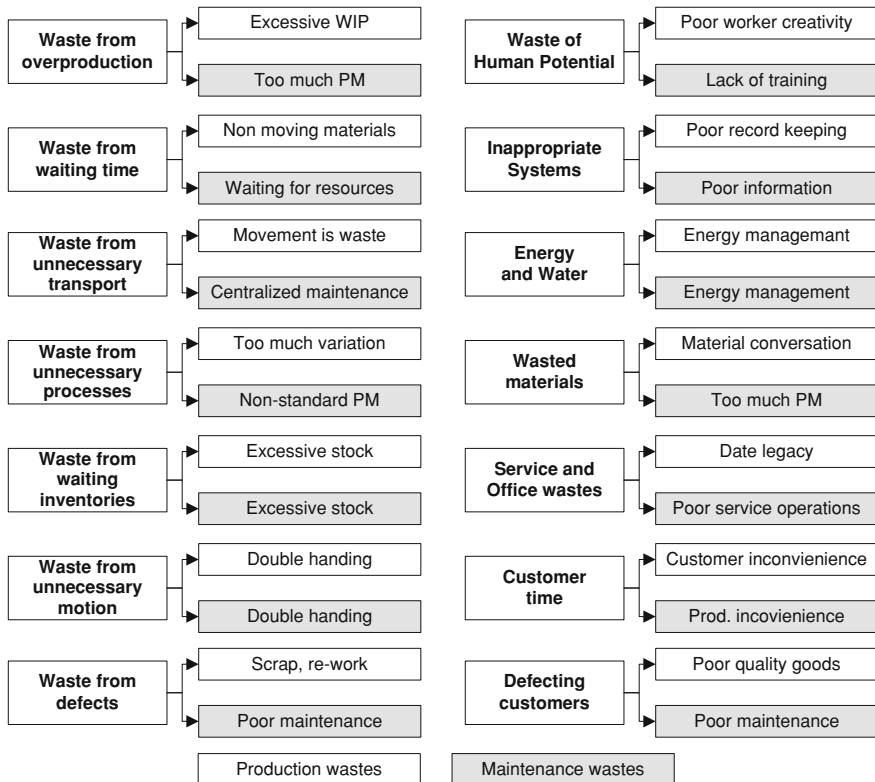 Waste from
overproduction
Excessive WIP
Too much PM
Waste from
waiting time
Non moving materials
Waiting for resources
Waste from
unnecessary
transport
Movement is waste
Centralized maintenance
Waste from
unnecessary
processes
Too much variation
Non-standard PM
Waste from
waiting
inventories
Excessive stock
Excessive stock
Waste from
unnecessary
motion
Double handing
Double handing
Waste from
defects
Scrap, re-work
Poor maintenance
Waste of
Human Potential
Poor worker creativity
Lack of training
Inappropriate
Systems
Poor record keeping
Poor information
Energy
and Water
Energy managemant
Energy management
Wasted
materials
Material conversation
Too much PM
Service and
Office wastes
Date legacy
Poor service operations
Customer
time
Customer inconvienience
Prod. incovienience
Defecting
customers
Poor quality goods
Poor maintenance
Production wastes
Maintenance wastes